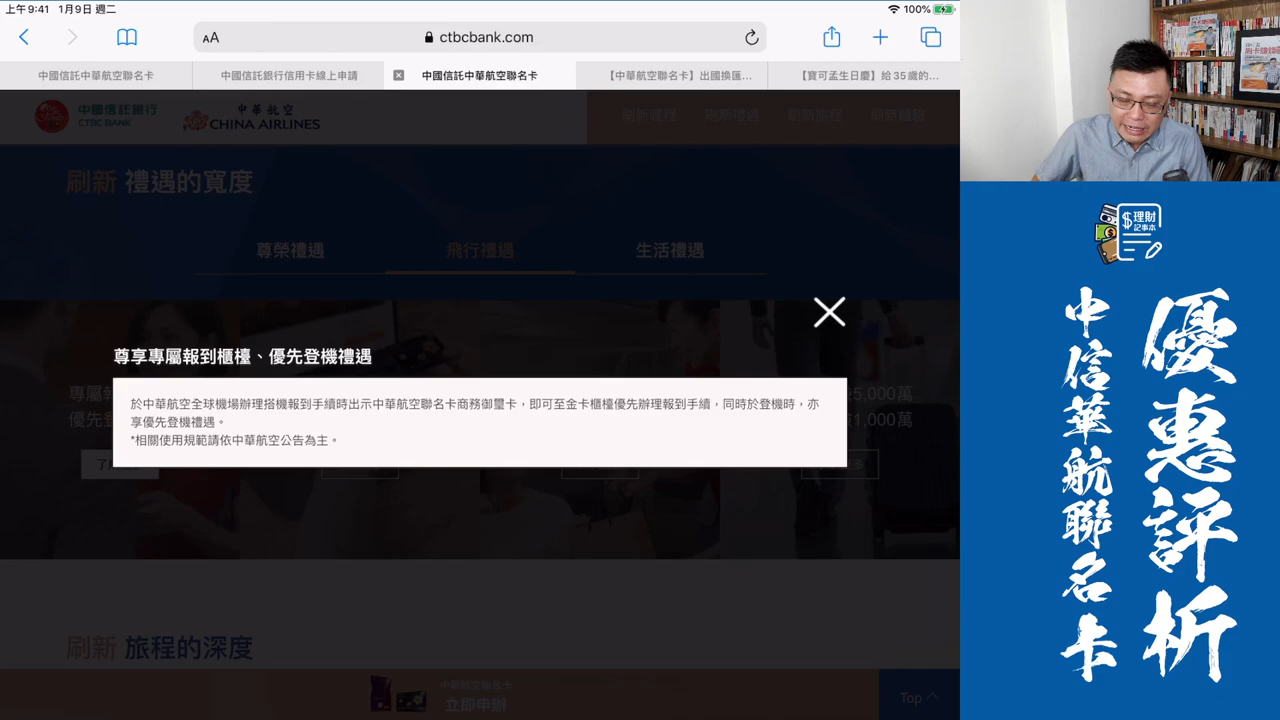 上午9:41 1月9日 週二
100%
AA
ctbcbank.com
中國信託中華航空聯名卡
中國信託銀行信用卡線上申請
中國信託中華航空聯名卡
【中華航空聯名卡】出國換匯...
【寶可孟生日慶】給35歲的...
中國信託銀行
CTBC BANK
中華航空
CHINA AIRLINES
刷新禮遇的寬度
尊榮禮遇
飛行禮遇
生活禮遇
尊享專屬報到櫃檯、優先登機禮遇
於中華航空全球機場辦理搭機報到手續時出示中華航空聯名卡商務御璽卡，即可至金卡櫃檯優先辦理報到手續，同時於登機時，亦
享優先登機禮遇。
*相關使用規範請依中華航空公告為主。
5,000萬
1,000萬
刷新 旅程的深度
中華航空聯名卡
立即申辦
Top
$理財
記事本
優惠評析
中信華航聯名卡